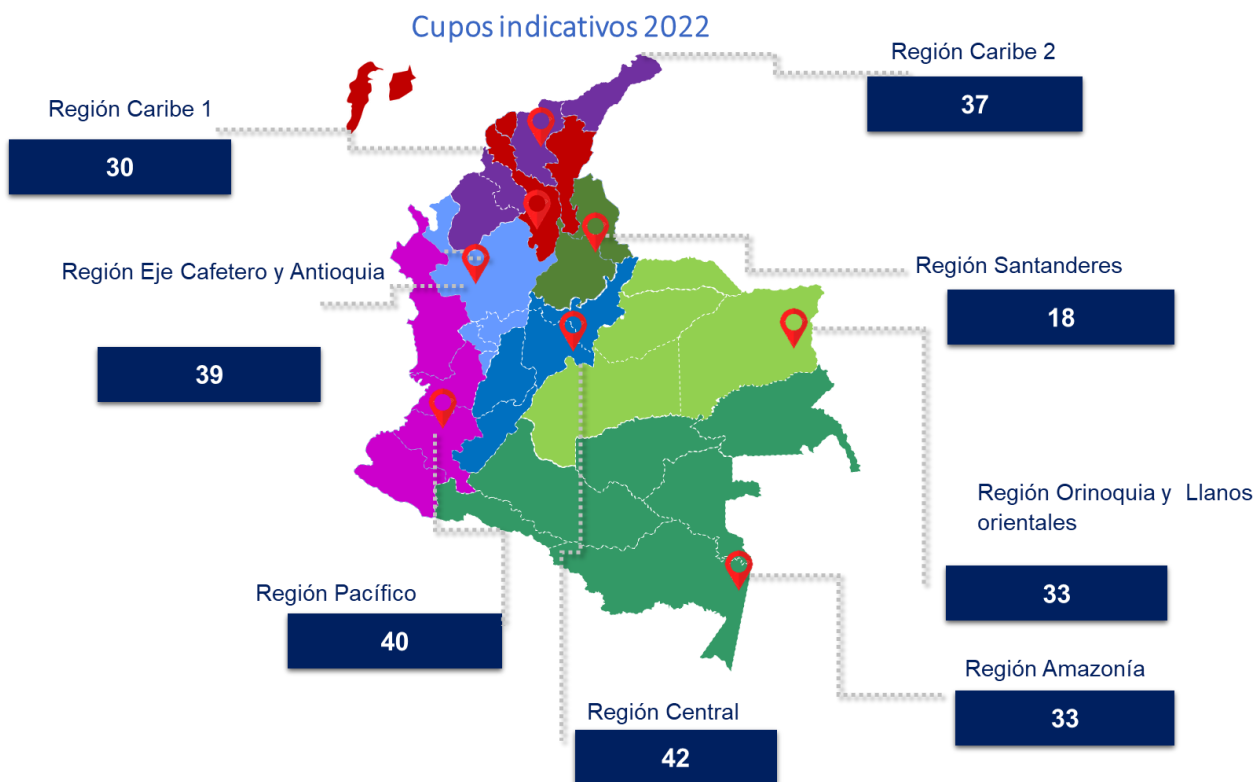 Cupos indicativos 2022
Región Caribe 2
37
Región Caribe 1
30
Región Eje Cafetero y Antioquia
39
Región Santanderes
18
Región Orinoquia y Llanos
orientales
33
Región Pacífico
40
Región Amazonía
33
Región Central
42